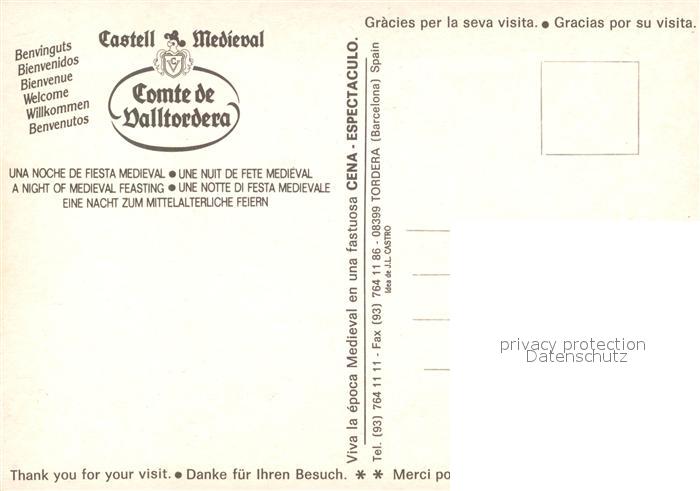 Gràcies per la seva visita. ● Gracias por su visita.
Benvinguts
Bienvenidos
Bienvenue
Welcome
Willkommen
Benvenutos
Castell Medieval
CV
Comte de
Valltordera
UNA NOCHE DE FIESTA MEDIEVAL ● UNE NUIT DE FETE MEDIÉVAL
A NIGHT OF MEDIEVAL FEASTING ● UNE NOTTE DI FESTA MEDIEVALE
EINE NACHT ZUM MITTELALTERLICHE FEIERN
Viva la época Medieval en una fastuosa CENA - ESPECTACULO.
Tel. (93) 764 11 11 - Fax (93) 764 11 86 - 08399 TORDERA (Barcelona) Spain
Idea de J.L. CASTRO
privacy protection
Datenschutz
Thank you for your visit. ● Danke für Ihren Besuch. * * Merci po